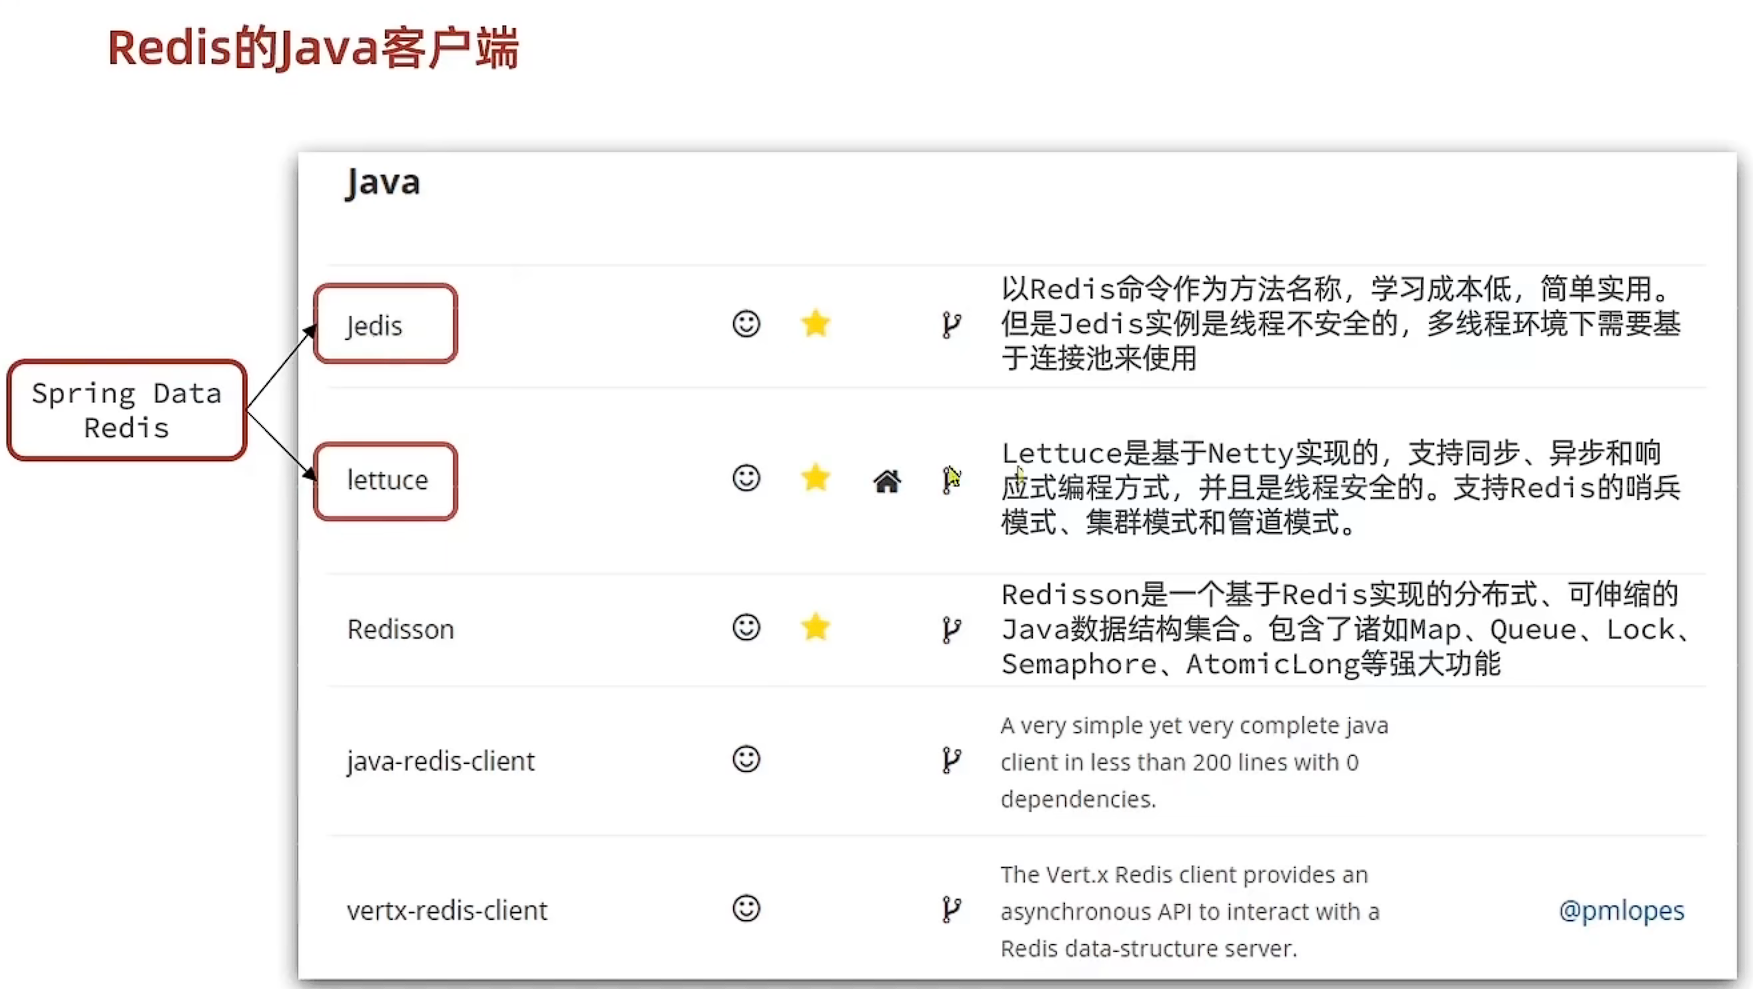 Redis的Java客户端
Java
Spring Data
Redis
Jedis
以Redis命令作为方法名称，学习成本低，简单实用。
但是Jedis实例是线程不安全的，多线程环境下需要基
于连接池来使用
lettuce
Lettuce是基于Netty实现的，支持同步、异步和响
应式编程方式，并且是线程安全的。支持Redis的哨兵
模式、集群模式和管道模式。
Redisson
Redisson是一个基于Redis实现的分布式、可伸缩的
Java数据结构集合。包含了诸如Map、Queue、Lock、
Semaphore、AtomicLong等强大功能
java-redis-client
A very simple yet very complete java
client in less than 200 lines with 0
dependencies.
vertx-redis-client
The Vert.x Redis client provides an
asynchronous API to interact with a
Redis data-structure server.
@pmlopes